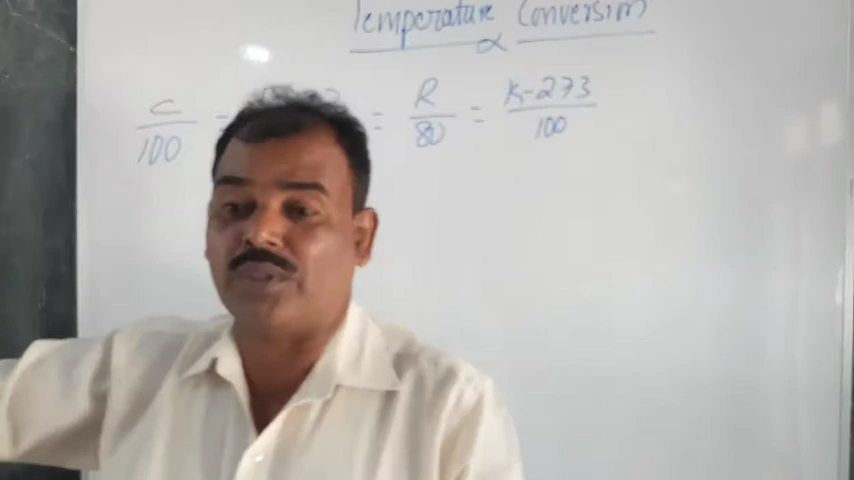 Temperature Conversion
C/100 = = R/80 = K-273/100